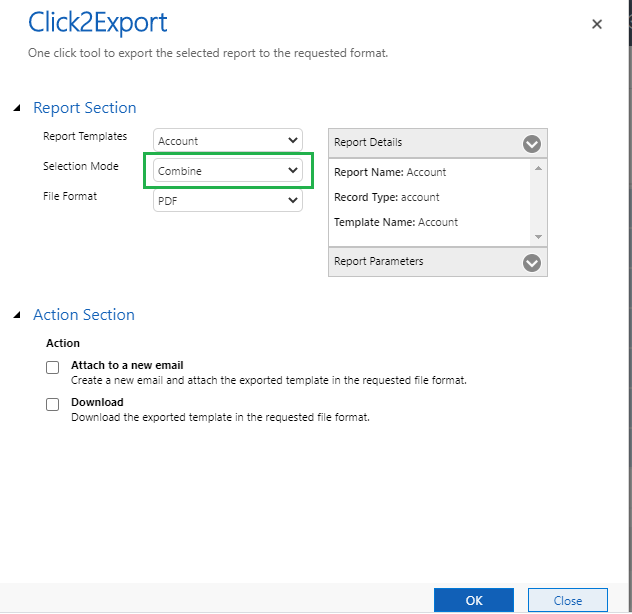 Click2Export
One click tool to export the selected report to the requested format.
Report Section
Report Templates
Account
Selection Mode
Combine
File Format
PDF
Report Details
Report Name: Account
Record Type: account
Template Name: Account
Report Parameters
Action Section
Action
Attach to a new email
Create a new email and attach the exported template in the requested file format.
Download
Download the exported template in the requested file format.
OK
Close